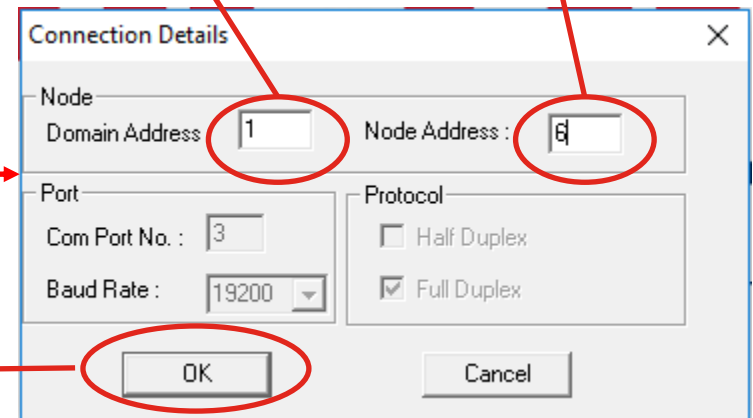 Connection Details
Node
Domain Address 1 Node Address : 6
Port
Com Port No. : 3
Baud Rate : 19200
Protocol
Half Duplex
Full Duplex
OK Cancel